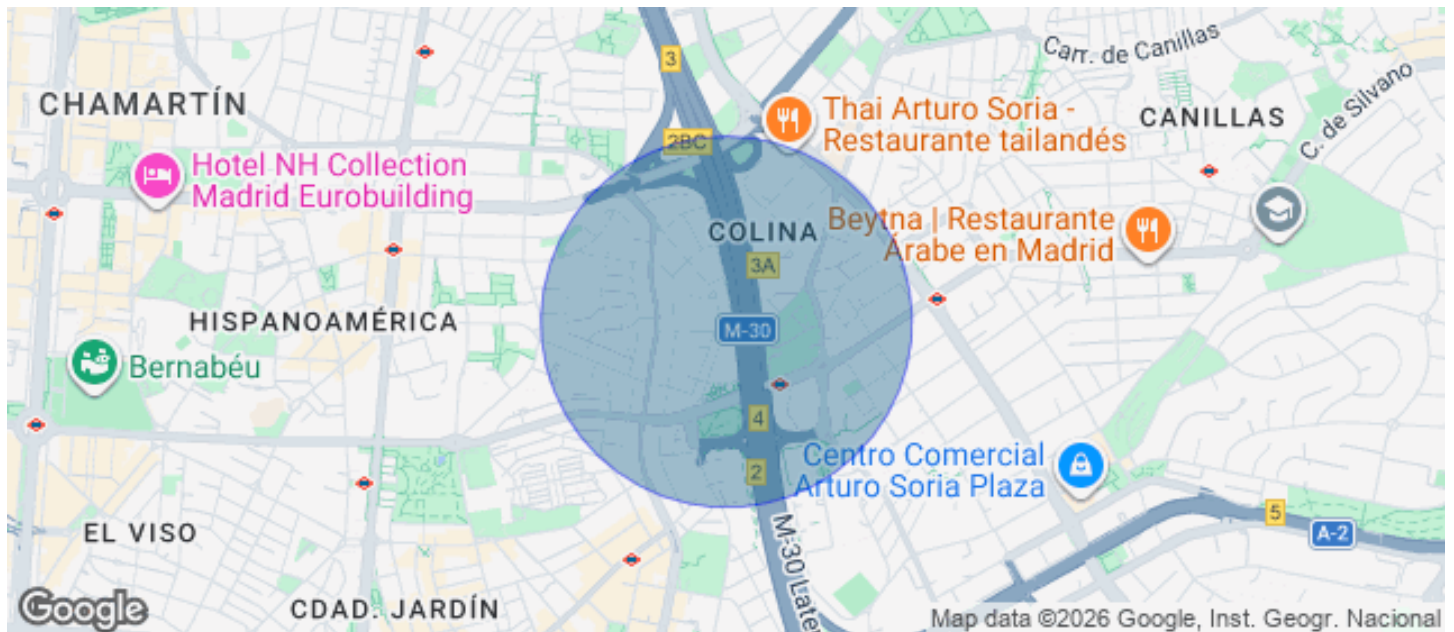 3
Carr. de Canillas
CHAMARTÍN
Thai Arturo Soria -
Restaurante tailandés
CANILLAS
C. de Silvano
2BC
Hotel NH Collection
Madrid Eurobuilding
COLINA
Beytna | Restaurante
Árabe en Madrid
3A
HISPANOAMÉRICA
M-30
Bernabéu
4
Centro Comercial
Arturo Soria Plaza
2
5
A-2
EL VISO
M-30 Late
CDAD. JARDÍN
Google
Map data ©2026 Google, Inst. Geogr. Nacional